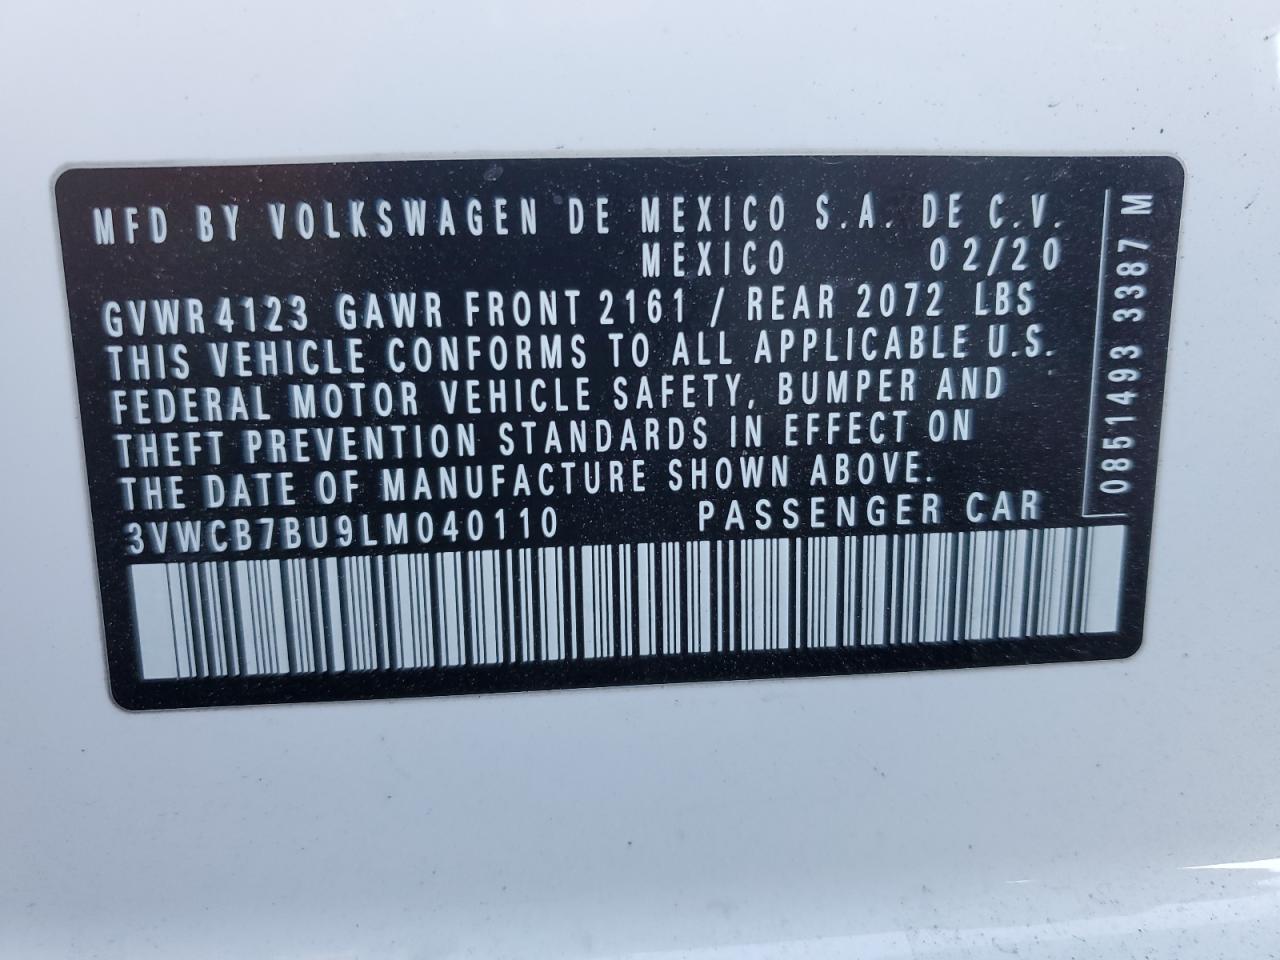 MFD BY VOLKSWAGEN DE MEXICO S.A. DE C.V.
MEXICO 02/20
GVWR 4123 GAWR FRONT 2161 / REAR 2072 LBS
THIS VEHICLE CONFORMS TO ALL APPLICABLE U.S.
FEDERAL MOTOR VEHICLE SAFETY, BUMPER AND
THEFT PREVENTION STANDARDS IN EFFECT ON
THE DATE OF MANUFACTURE SHOWN ABOVE.
3VWCB7BU9LM040110 PASSENGER CAR
0851493 3387 M